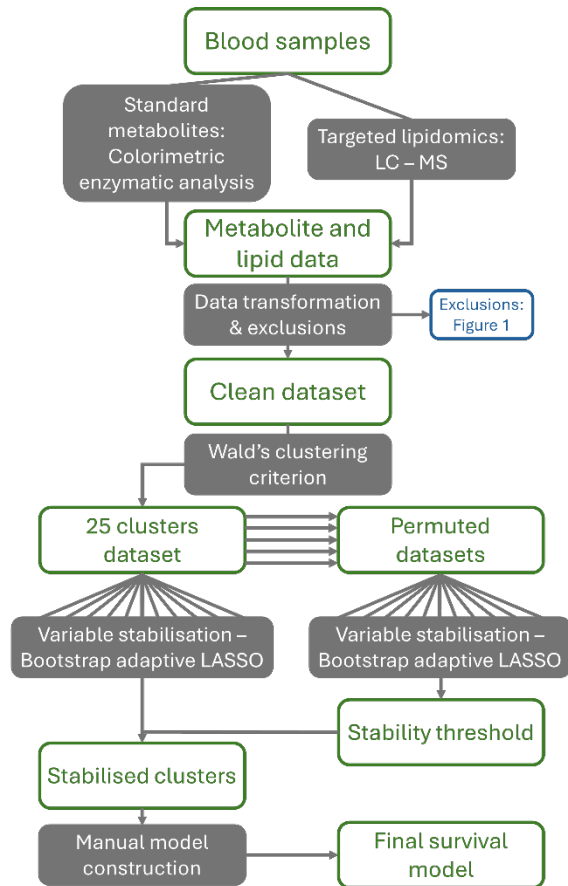 Blood samples
Standard
metabolites:
Colorimetric
enzymatic analysis
Targeted lipidomics:
LC – MS
Metabolite and
lipid data
Data transformation
& exclusions
Exclusions:
Figure 1
Clean dataset
Wald's clustering
criterion
25 clusters
dataset
Permuted
datasets
Variable stabilisation –
Bootstrap adaptive LASSO
Variable stabilisation –
Bootstrap adaptive LASSO
Stability threshold
Stabilised clusters
Manual model
construction
Final survival
model